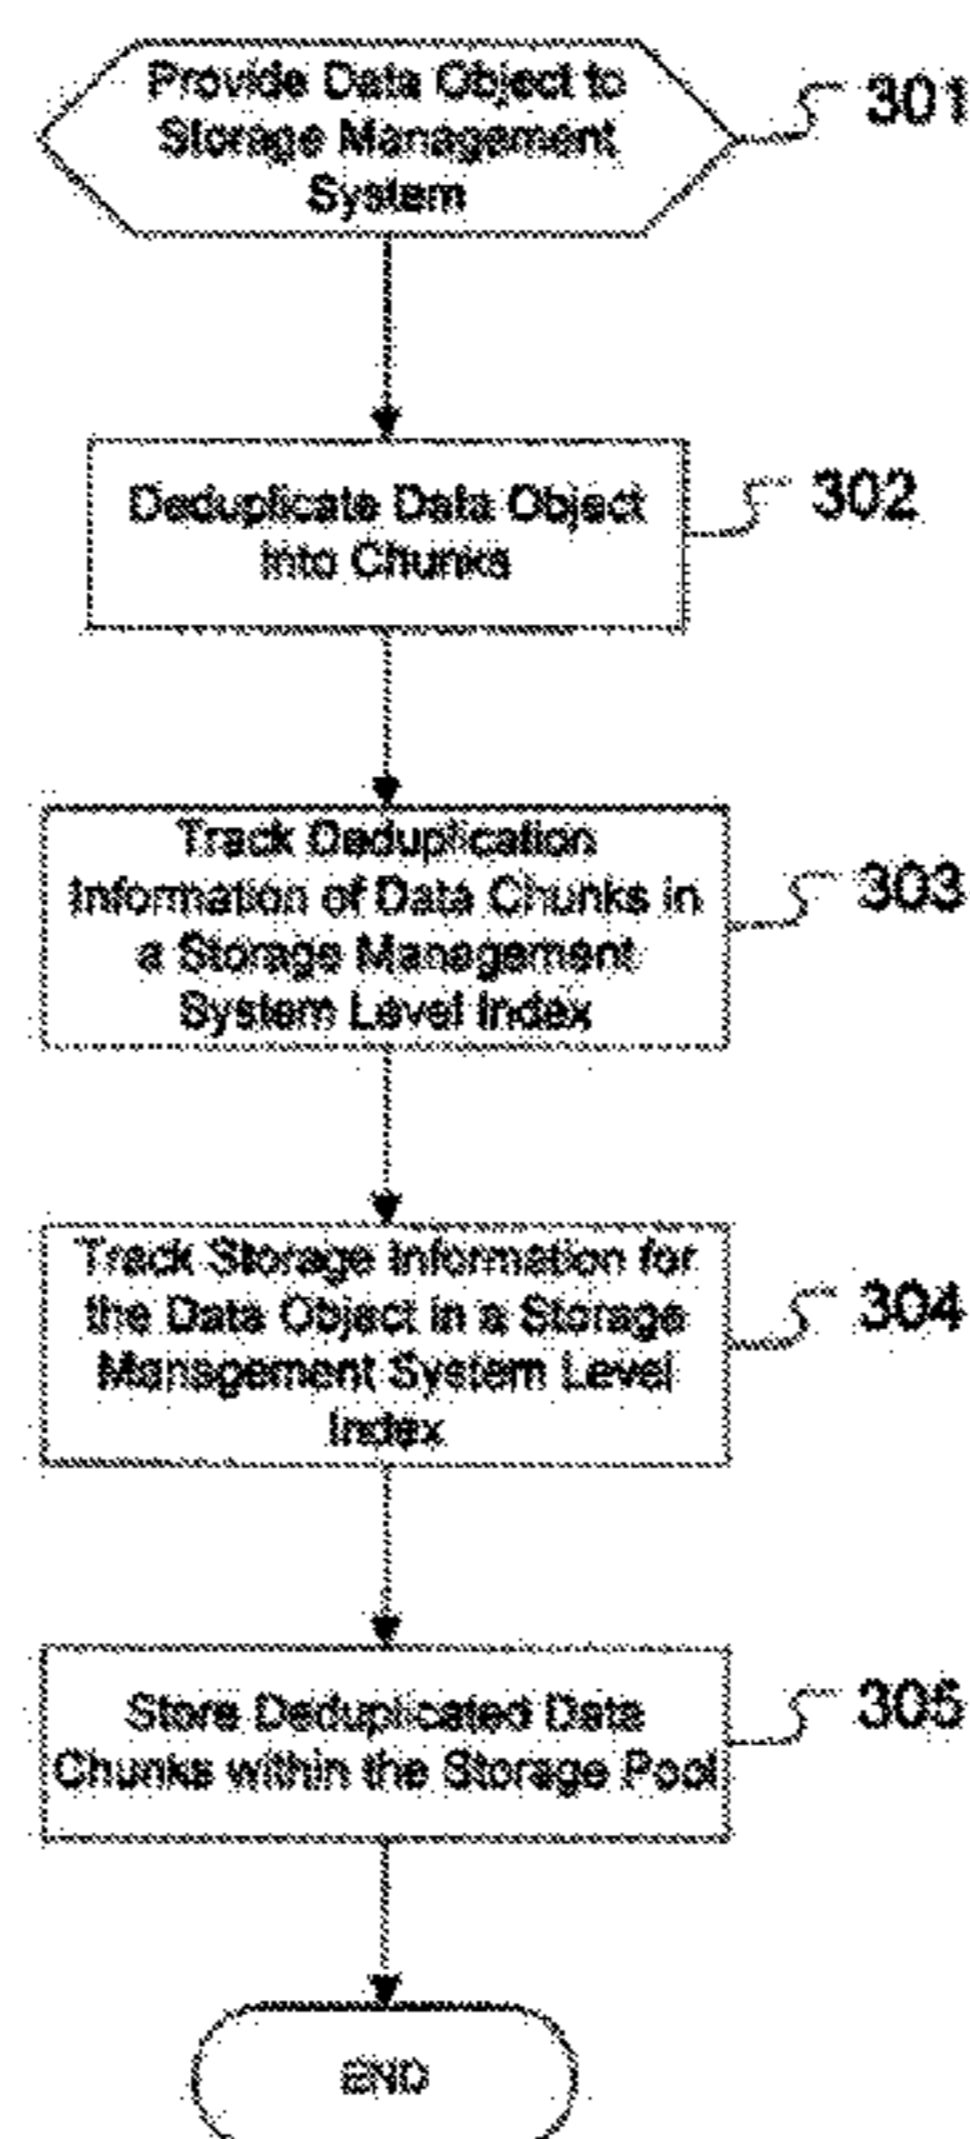 Provide Data Object to
Storage Management
System
301
Deduplicate Data Object
into Chunks
302
Track Deduplication
Information of Data Chunks in
a Storage Management
System Level Index
303
Track Storage Information for
the Data Object in a Storage
Management System Level
Index
304
Store Deduplicated Data
Chunks within the Storage Pool
305
END